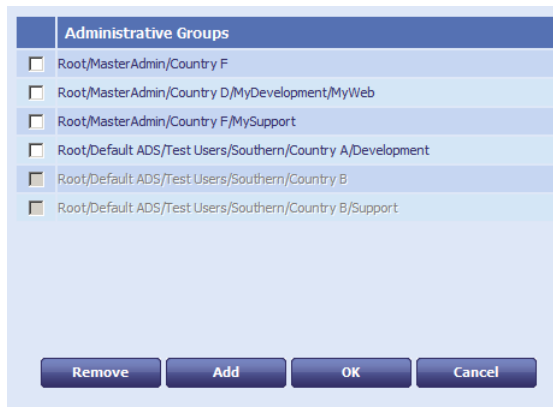 Administrative Groups
Root/MasterAdmin/Country F
Root/MasterAdmin/Country D/MyDevelopment/MyWeb
Root/MasterAdmin/Country F/MySupport
Root/Default ADS/Test Users/Southern/Country A/Development
Root/Default ADS/Test Users/Southern/Country B
Root/Default ADS/Test Users/Southern/Country B/Support
Remove Add OK Cancel